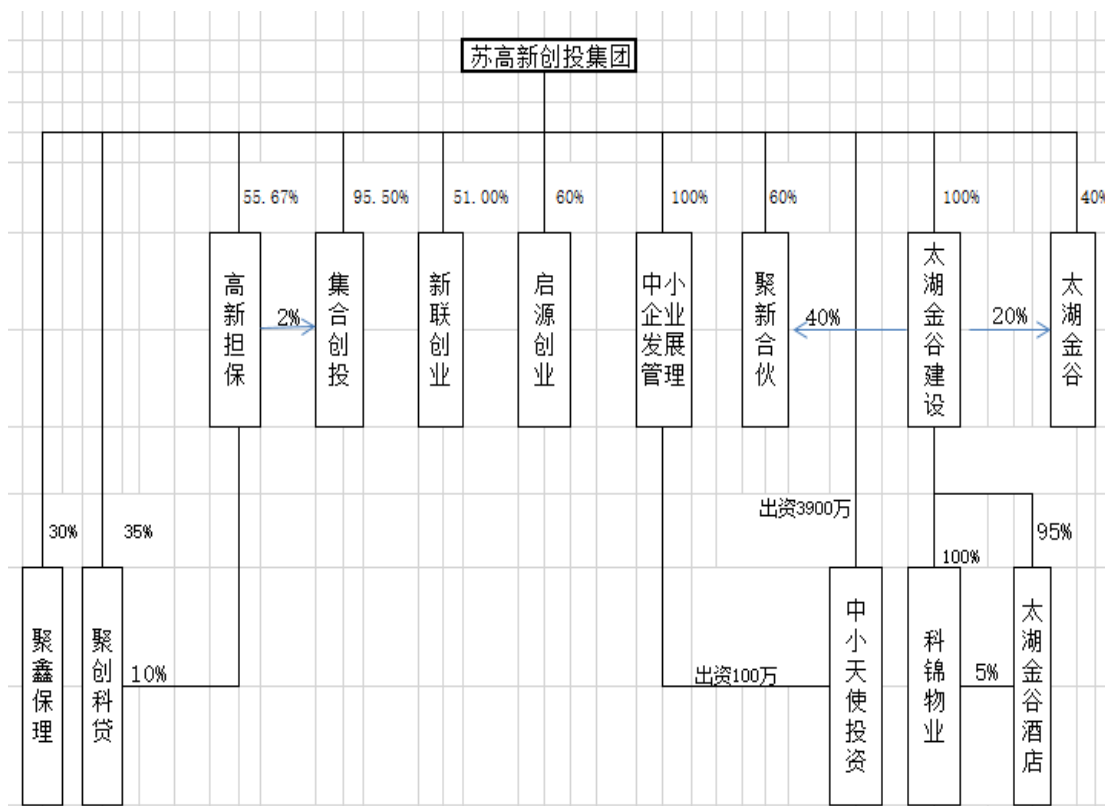 苏高新创投集团
55.67%
95.50%
51.00%
60%
100%
60%
100%
40%
高新担保
2%
集合创投
新联创业
启源创业
中小企业发展管理
聚新合伙
40%
太湖金谷建设
20%
太湖金谷
出资3900万
30%
35%
95%
100%
聚鑫保理
聚创科贷
10%
出资100万
中小天使投资
科锦物业
5%
太湖金谷酒店